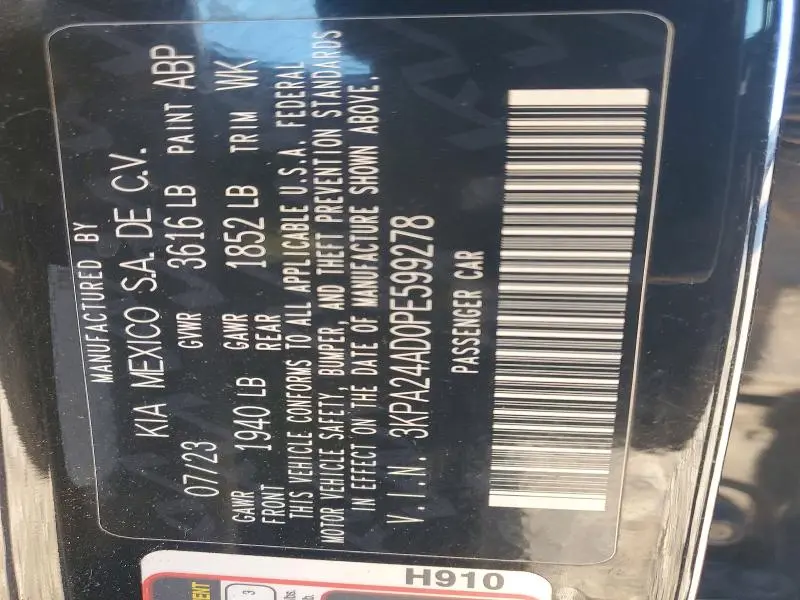 MANUFACTURED BY
KIA MEXICO S.A. DE C.V.
07/23 GVWR 3616 LB PAINT ABP
GAWR FRONT 1940 LB GAWR REAR 1852 LB TRIM WK
THIS VEHICLE CONFORMS TO ALL APPLICABLE U.S.A. FEDERAL
MOTOR VEHICLE SAFETY, BUMPER, AND THEFT PREVENTION STANDARDS
IN EFFECT ON THE DATE OF MANUFACTURE SHOWN ABOVE.
V.I.N. 3KPA24AD0PE599278
PASSENGER CAR
H910
3